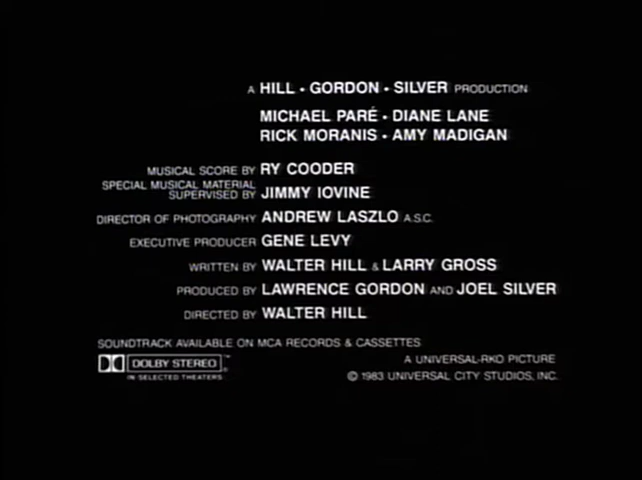 A HILL · GORDON · SILVER PRODUCTION
MICHAEL PARÉ · DIANE LANE
RICK MORANIS · AMY MADIGAN
MUSICAL SCORE BY RY COODER
SPECIAL MUSICAL MATERIAL
SUPERVISED BY JIMMY IOVINE
DIRECTOR OF PHOTOGRAPHY ANDREW LASZLO A.S.C.
EXECUTIVE PRODUCER GENE LEVY
WRITTEN BY WALTER HILL & LARRY GROSS
PRODUCED BY LAWRENCE GORDON AND JOEL SILVER
DIRECTED BY WALTER HILL
SOUNDTRACK AVAILABLE ON MCA RECORDS & CASSETTES
DOLBY STEREO™
IN SELECTED THEATERS
A UNIVERSAL-RKO PICTURE
© 1983 UNIVERSAL CITY STUDIOS, INC.